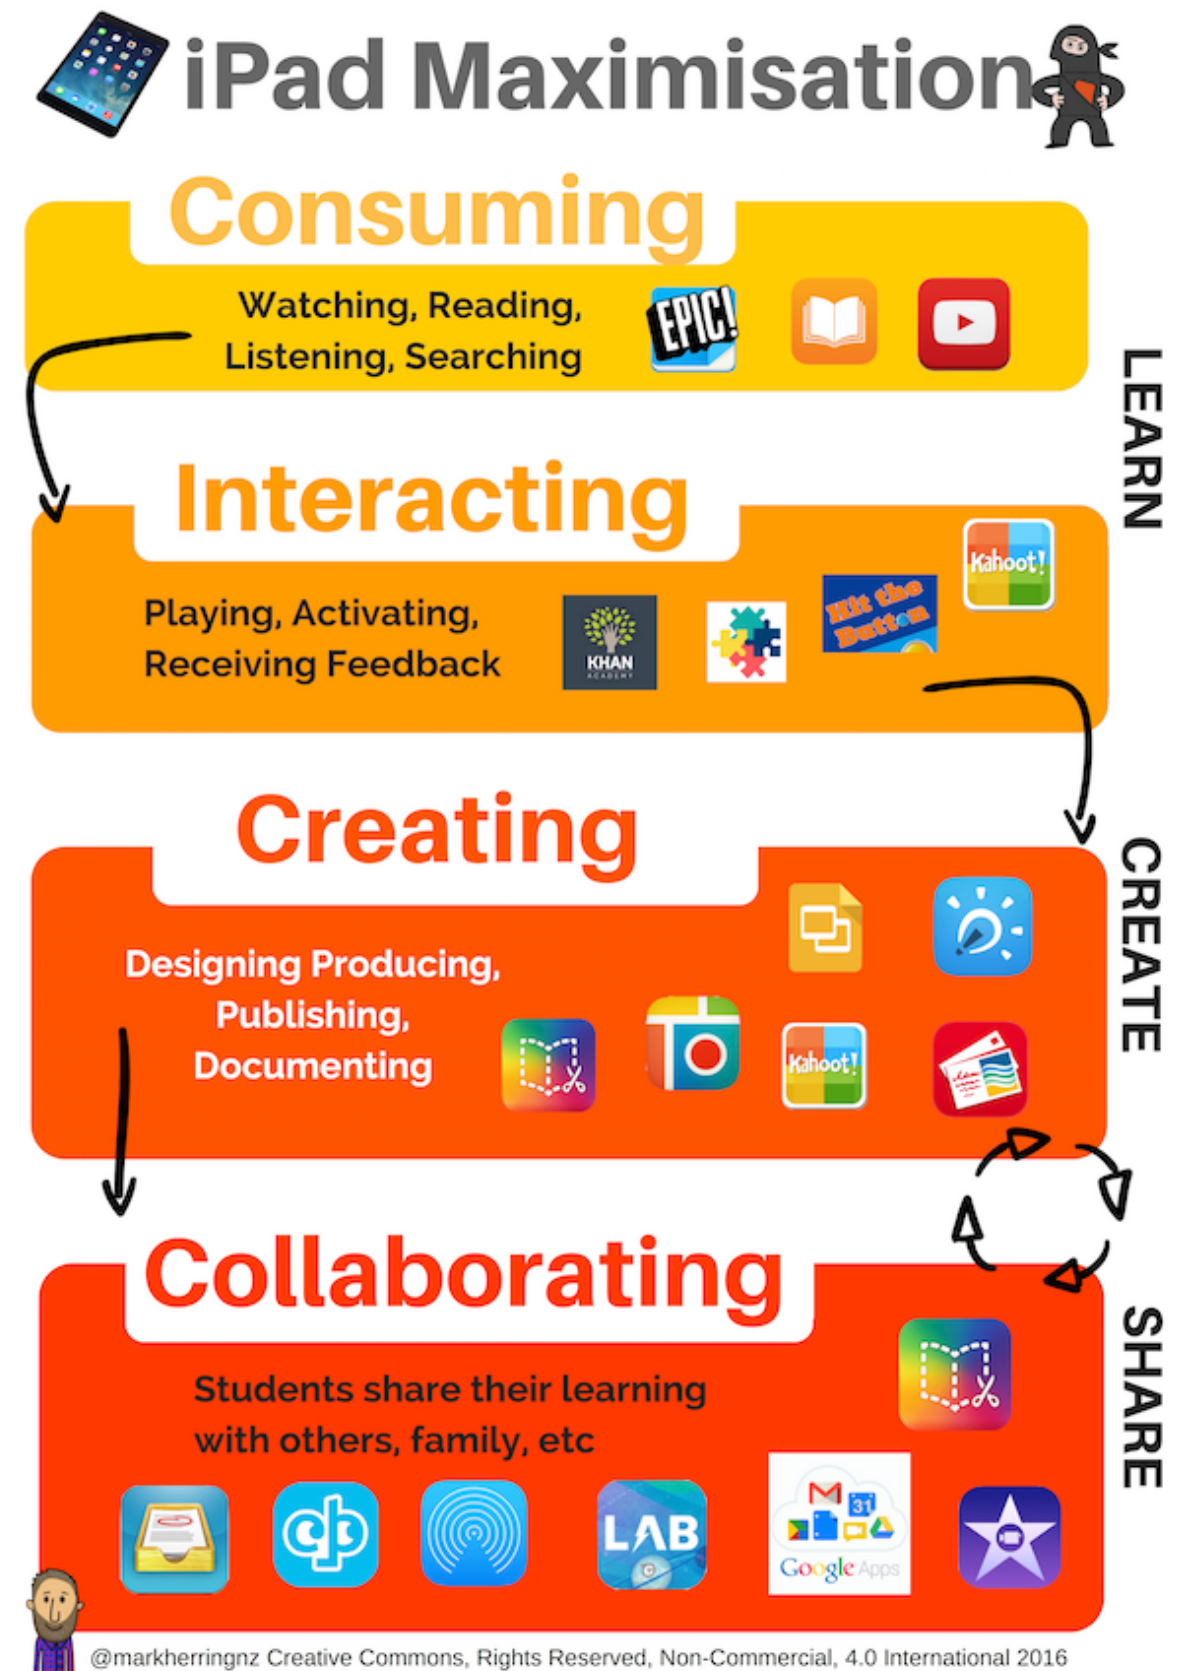 iPad Maximisation
Consuming
Watching, Reading,
Listening, Searching
EPIC!
LEARN
Interacting
Kahoot!
Playing, Activating,
Receiving Feedback
KHAN
ACADEMY
Hit the
Button
Creating
CREATE
Designing Producing,
Publishing,
Documenting
Kahoot!
Collaborating
SHARE
Students share their learning
with others, family, etc
LAB
31
Google Apps
@markherringnz Creative Commons, Rights Reserved, Non-Commercial, 4.0 International 2016